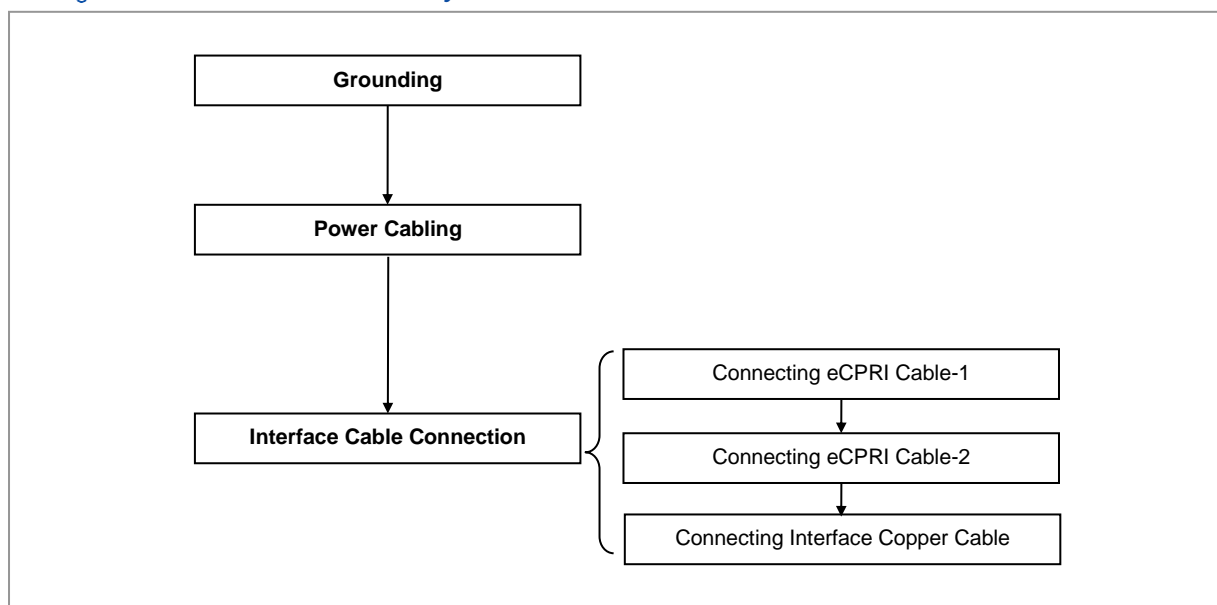 Grounding
Power Cabling
Interface Cable Connection
Connecting eCPRI Cable-1
Connecting eCPRI Cable-2
Connecting Interface Copper Cable